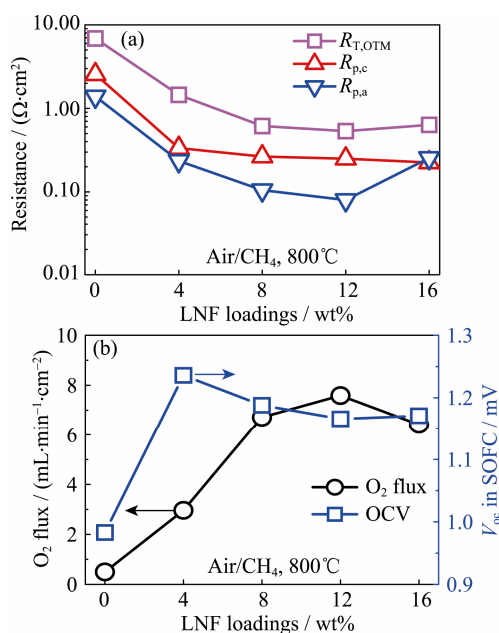 (a)
R_T,OTM
R_p,c
R_p,a
Resistance / (Ω·cm²)
10.00
1.00
0.10
0.01
Air/CH₄, 800℃
0 4 8 12 16
LNF loadings / wt%
(b)
O₂ flux / (mL·min⁻¹·cm⁻²)
10
8
6
4
2
0
1.3
1.2
1.1
1.0
0.9
V_oc in SOFC / mV
O₂ flux
OCV
Air/CH₄, 800℃
0 4 8 12 16
LNF loadings / wt%